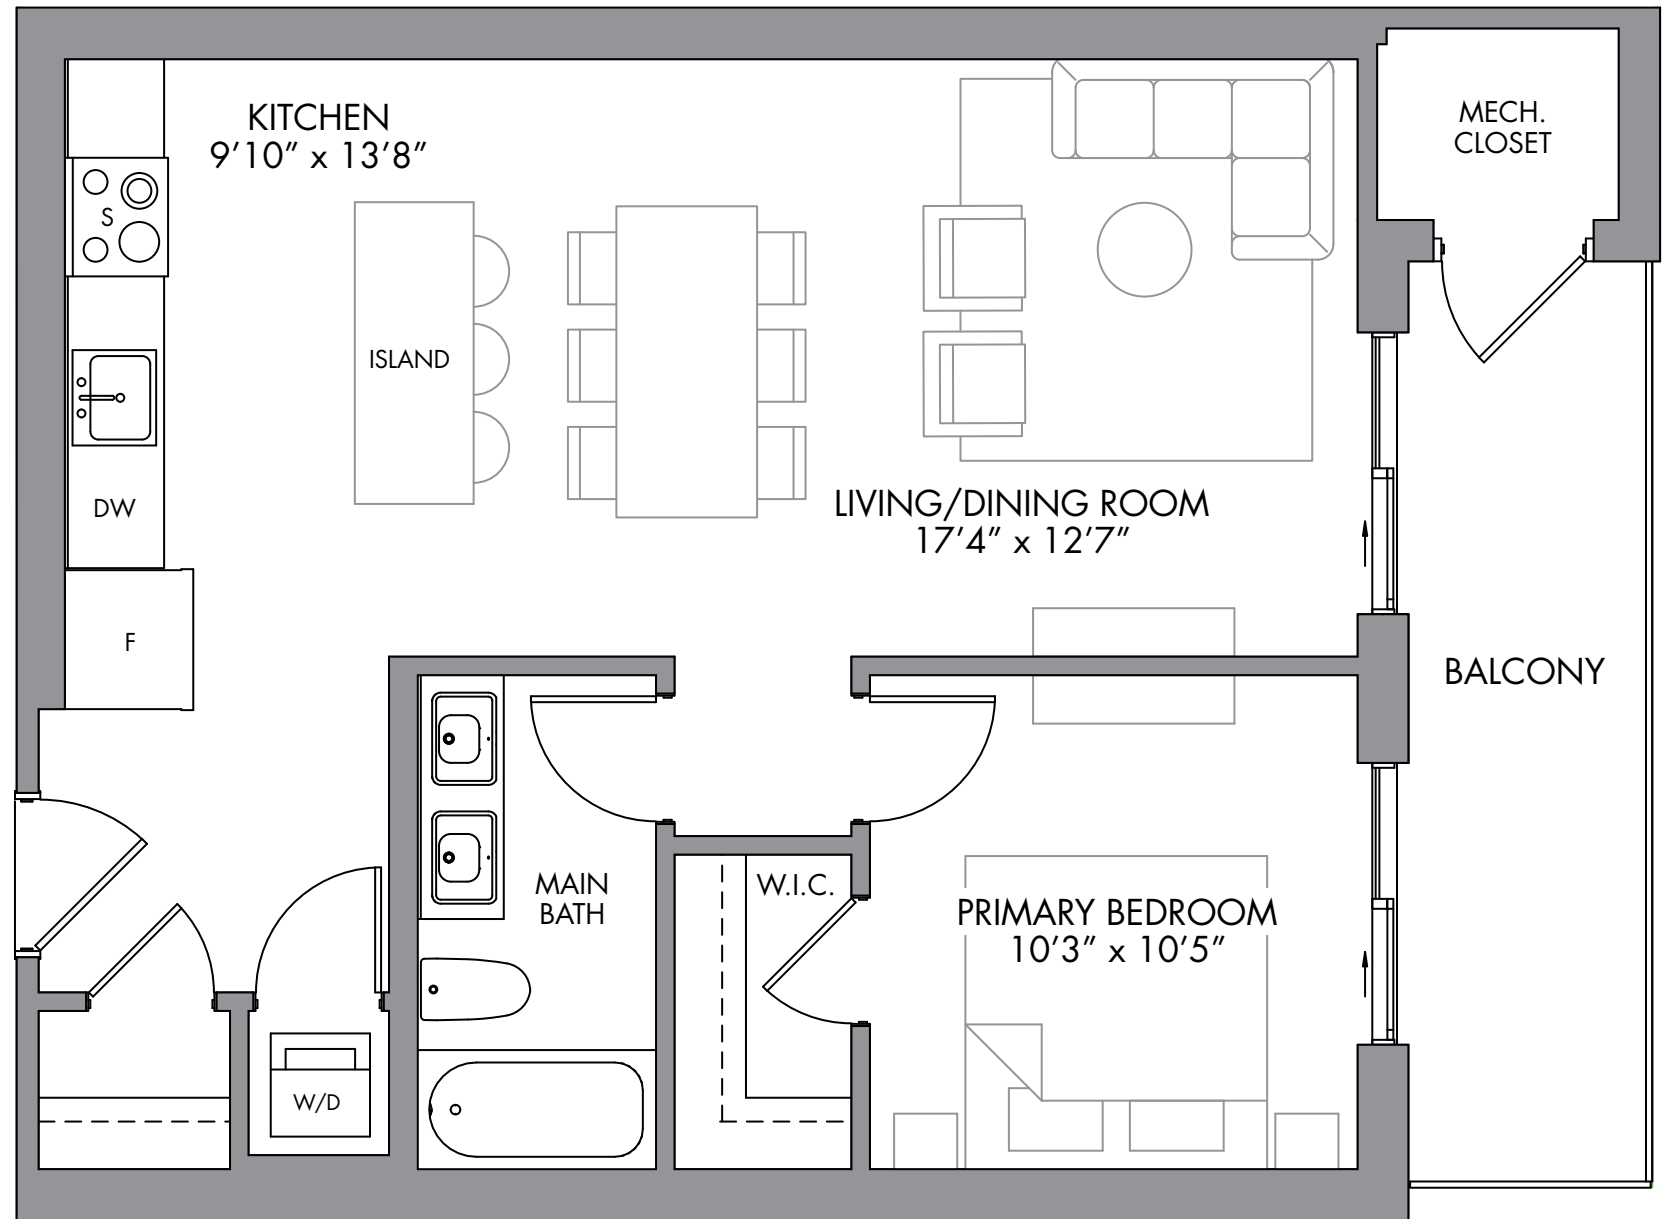 KITCHEN
9’10” x 13’8”
MECH.
CLOSET
S
ISLAND
DW
LIVING/DINING ROOM
17’4” x 12’7”
F
BALCONY
MAIN
BATH
W.I.C.
PRIMARY BEDROOM
10’3” x 10’5”
W/D